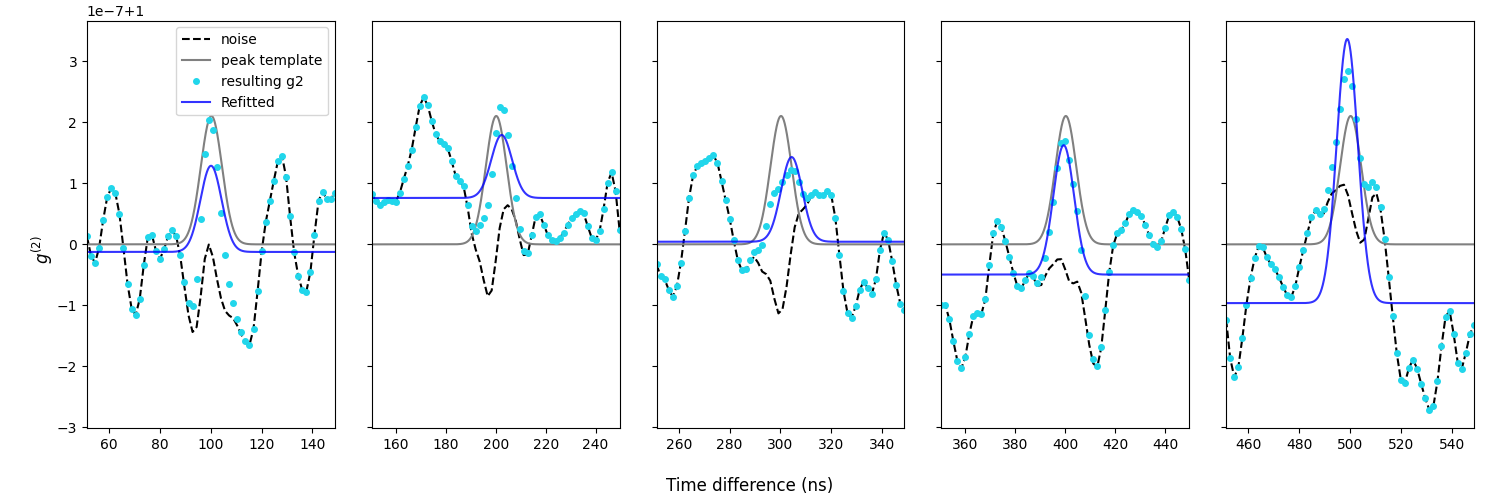 1e−7+1
noise
peak template
resulting g2
Refitted
3
2
1
0
−1
−2
−3
g⁽²⁾
60 80 100 120 140
160 180 200 220 240
260 280 300 320 340
360 380 400 420 440
460 480 500 520 540
Time difference (ns)